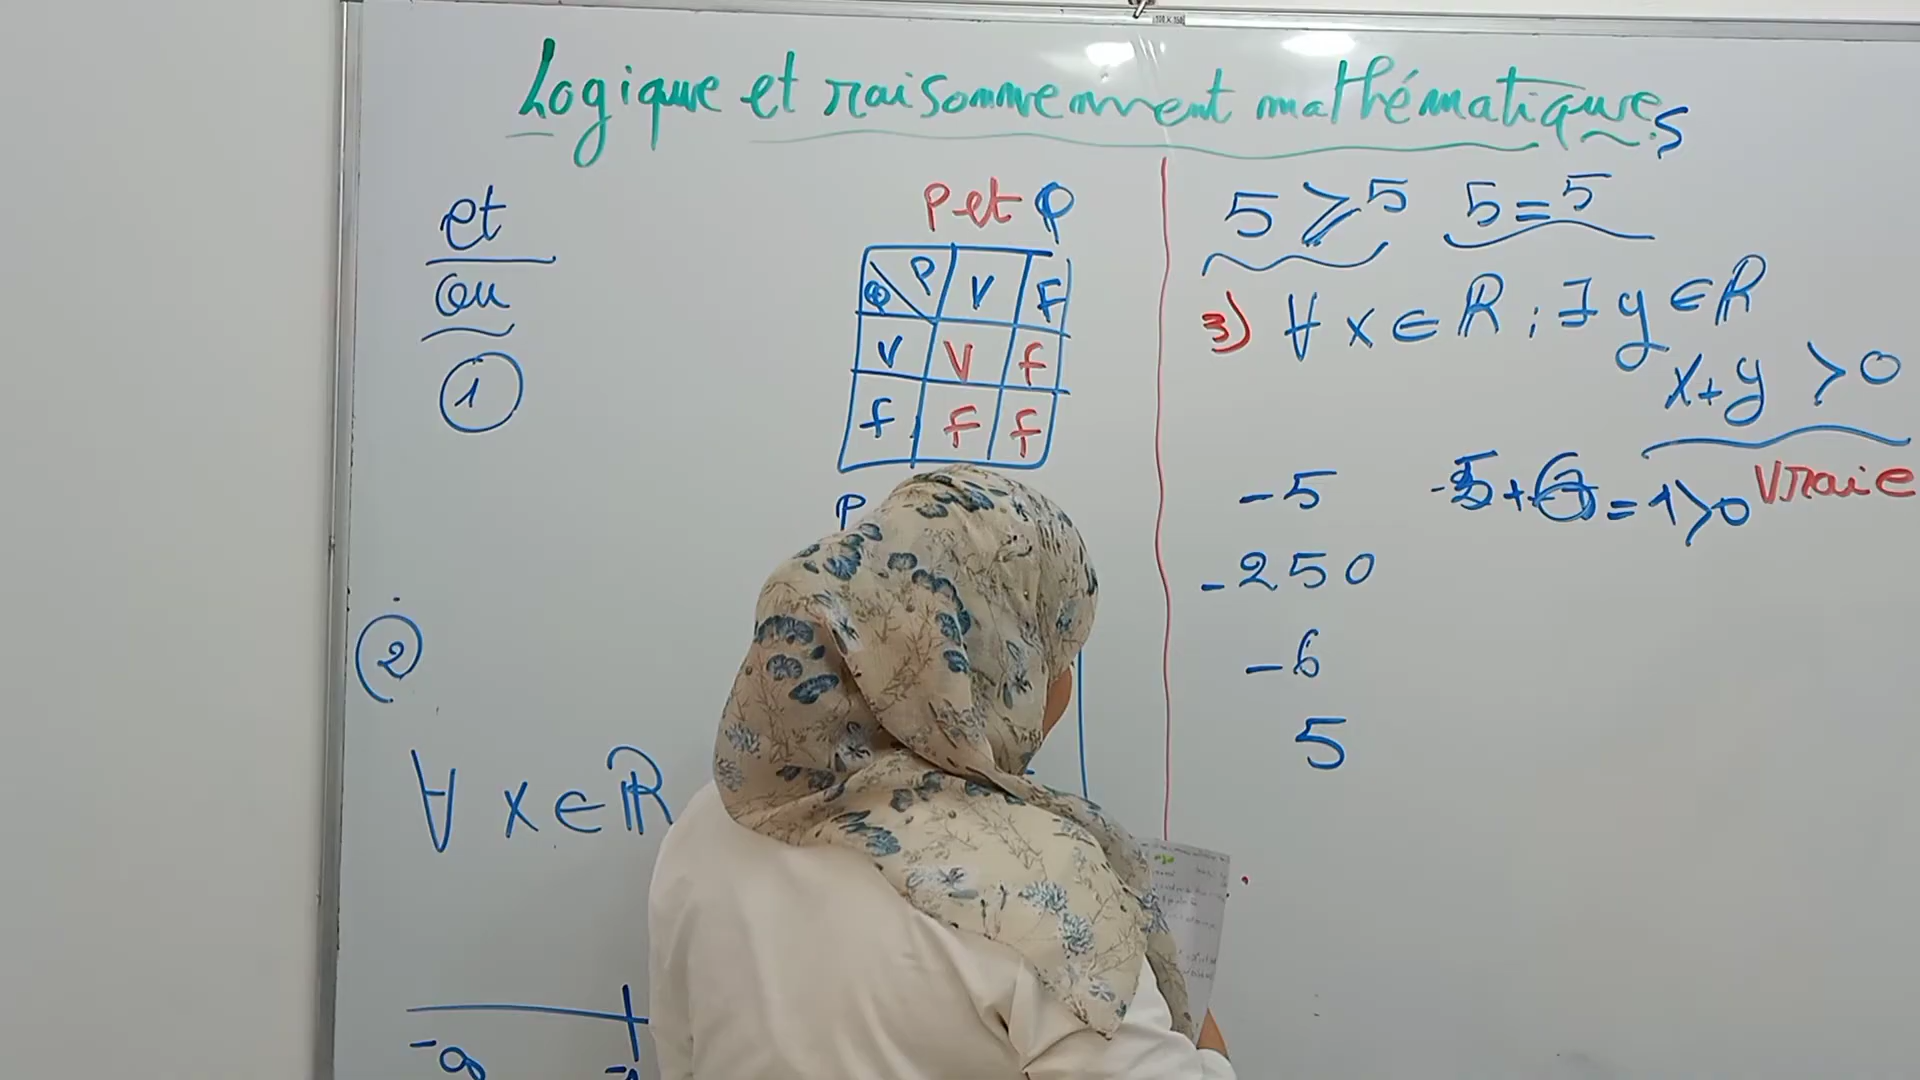 Logique et raisonnement mathématiques
et
ou
1
P et Q
Q P V F
V V F
F F F
P
2
∀ x ∈ ℝ
-∞
5 ⩾ 5 5 = 5
3) ∀ x ∈ ℝ ; ∃ y ∈ ℝ
x+y > 0
vraie
-5 -5+6=1>0
-250
-6
5